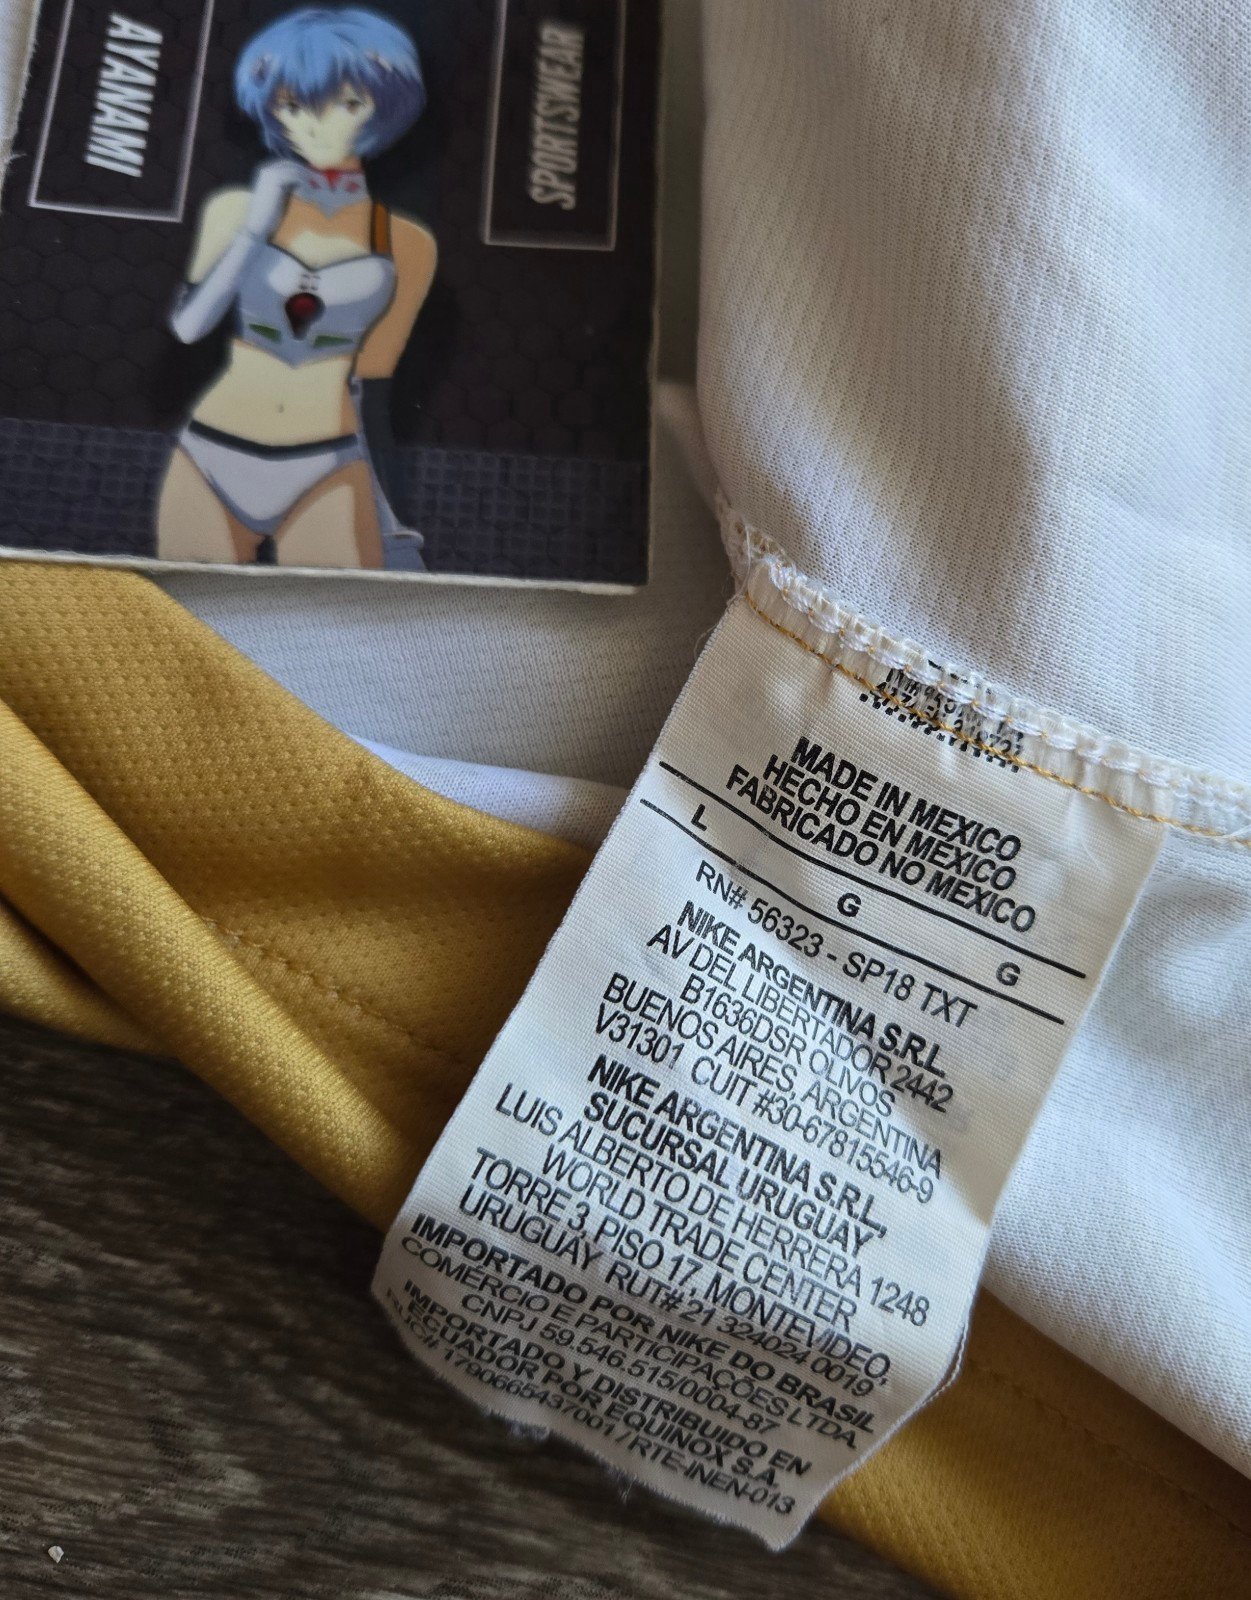 AYANAMI
SPORTSWEAR
MADE IN MEXICO
HECHO EN MÉXICO
FABRICADO NO MEXICO
L G G
RN# 56323 - SP18 TXT
NIKE ARGENTINA S.R.L
AV DEL LIBERTADOR 2442
B1636DSR OLIVOS
BUENOS AIRES, ARGENTINA
V31301 CUIT #30-67815546-9
NIKE ARGENTINA S.R.L,
SUCURSAL URUGUAY
LUIS ALBERTO DE HERRERA 1248
WORLD TRADE CENTER
TORRE 3, PISO 17, MONTEVIDEO,
URUGUAY RUT# 21 324024 0019
IMPORTADO POR NIKE DO BRASIL
COMÉRCIO E PARTICIPAÇÕES LTDA
CNPJ 59.546.515/0004-87
IMPORTADO Y DISTRIBUIDO EN
ECUADOR POR EQUINOX S.A.
1790665437001 / RTE-INEN-013